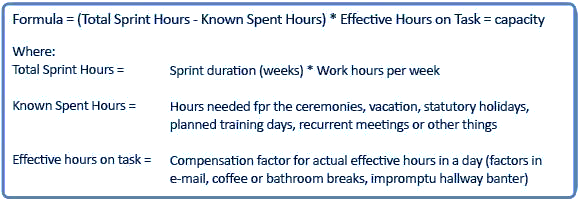 Formula = (Total Sprint Hours - Known Spent Hours) * Effective Hours on Task = capacity
Where:
Total Sprint Hours = Sprint duration (weeks) * Work hours per week
Known Spent Hours = Hours needed fpr the ceremonies, vacation, statutory holidays,
planned training days, recurrent meetings or other things
Effective hours on task = Compensation factor for actual effective hours in a day (factors in
e-mail, coffee or bathroom breaks, impromptu hallway banter)